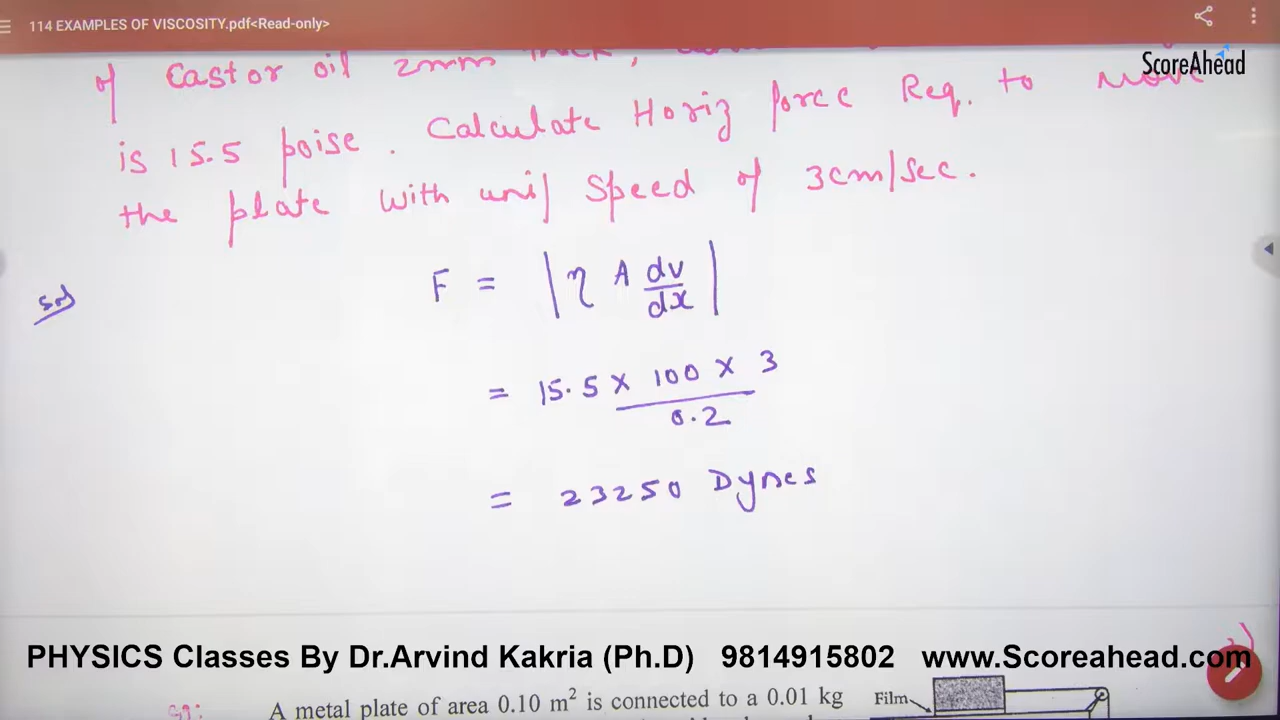 114 EXAMPLES OF VISCOSITY.pdf<Read-only>
ScoreAhead
of Castor oil 2mm thick,
is 15.5 poise. Calculate Horiz force Req. to move
the plate with unif Speed of 3cm/sec.
Sol
F = | η A dv/dx |
= 15.5 × 100 × 3 / 0.2
= 23250 Dynes
PHYSICS Classes By Dr.Arvind Kakria (Ph.D) 9814915802 www.Scoreahead.com
A metal plate of area 0.10 m² is connected to a 0.01 kg
Film